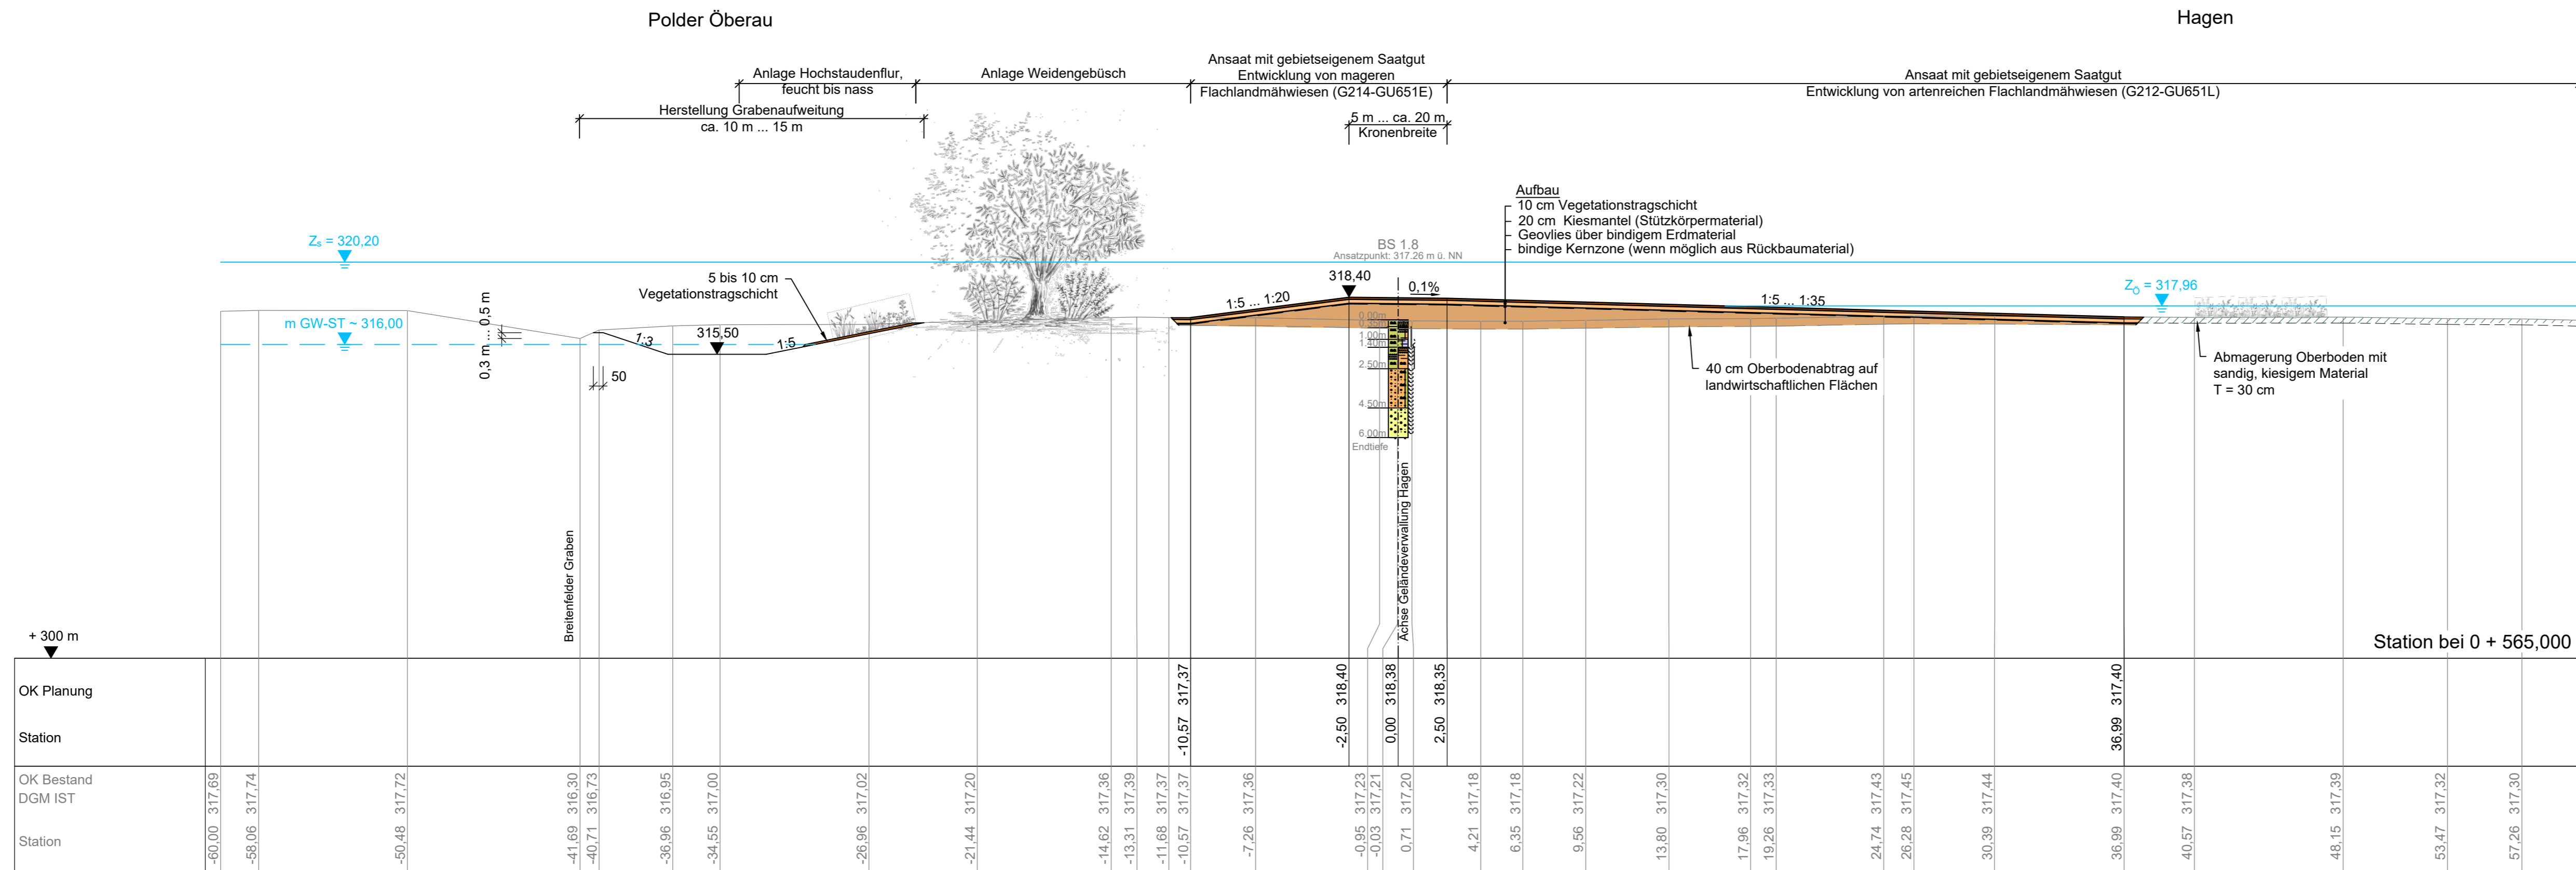 Polder Öberau
Hagen
Anlage Hochstaudenflur,
feucht bis nass
Anlage Weidengebüsch
Ansaat mit gebietseigenem Saatgut
Entwicklung von mageren
Flachlandmähwiesen (G214-GU651E)
Ansaat mit gebietseigenem Saatgut
Entwicklung von artenreichen Flachlandmähwiesen (G212-GU651L)
Herstellung Grabenaufweitung
ca. 10 m ... 15 m
5 m ... ca. 20 m
Kronenbreite
Aufbau
10 cm Vegetationstragschicht
20 cm Kiesmantel (Stützkörpermaterial)
Geovlies über bindigem Erdmaterial
bindige Kernzone (wenn möglich aus Rückbaumaterial)
Zₛ = 320,20
BS 1.8
Ansatzpunkt: 317.26 m ü. NN
5 bis 10 cm
Vegetationstragschicht
318,40
0,1%
1:5 ... 1:20
1:5 ... 1:35
Z_Ö = 317,96
m GW-ST ~ 316,00
0,3 m ... 0,5 m
1:3
315,50
1:5
50
0.00m
1.00m
1.40m
2.50m
4.50m
6.00m
Endtiefe
40 cm Oberbodenabtrag auf
landwirtschaftlichen Flächen
Abmagerung Oberboden mit
sandig, kiesigem Material
T = 30 cm
Breitenfelder Graben
Achse Geländeverwallung Hagen
+ 300 m
Station bei 0 + 565,000
OK Planung
317,37 318,40 318,38 318,35 317,40
Station
-10,57 -2,50 0,00 2,50 36,99
OK Bestand
DGM IST
317,69 317,74 317,72 316,30 316,73 316,95 317,00 317,02 317,20 317,36 317,39 317,37 317,37 317,36 317,23 317,21 317,20 317,18 317,18 317,22 317,30 317,32 317,33 317,43 317,45 317,44 317,40 317,38 317,39 317,32 317,30
Station
-60,00 -58,06 -50,48 -41,69 -40,71 -36,96 -34,55 -26,96 -21,44 -14,62 -13,31 -11,68 -10,57 -7,26 -0,95 -0,03 0,71 4,21 6,35 9,56 13,80 17,96 19,26 24,74 26,28 30,39 36,99 40,57 48,15 53,47 57,26